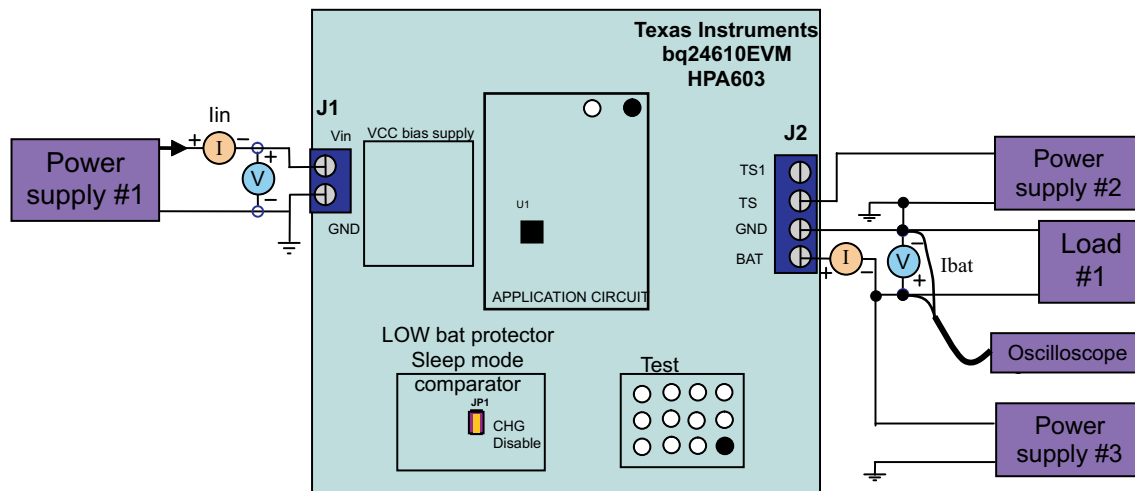 Texas Instruments
bq24610EVM
HPA603
Iin
+
−
I
Power
supply #1
+
V
−
J1
Vin
GND
VCC bias supply
U1
APPLICATION CIRCUIT
J2
TS1
TS
GND
BAT
+
I
−
−
V
+
Ibat
Power
supply #2
Load
#1
Oscilloscope
Power
supply #3
LOW bat protector
Sleep mode
comparator
JP1
CHG
Disable
Test